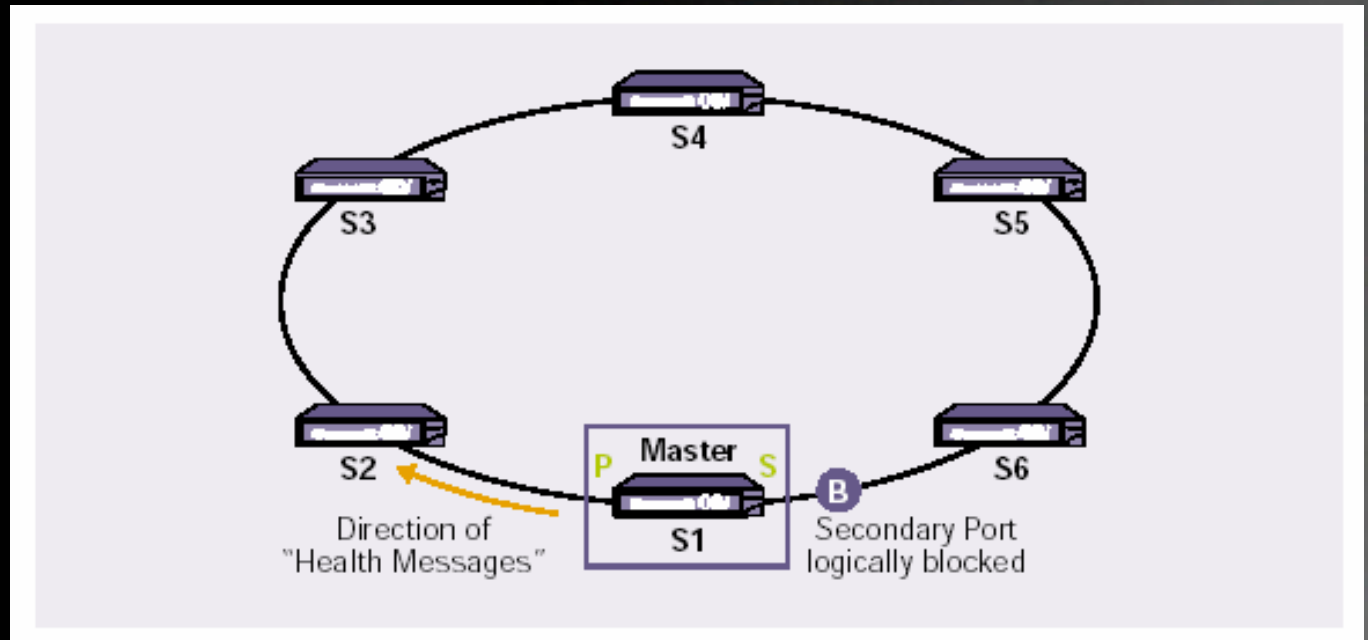 S4
S3
S5
S2
P
Master
S
B
S6
S1
Direction of
"Health Messages"
Secondary Port
logically blocked